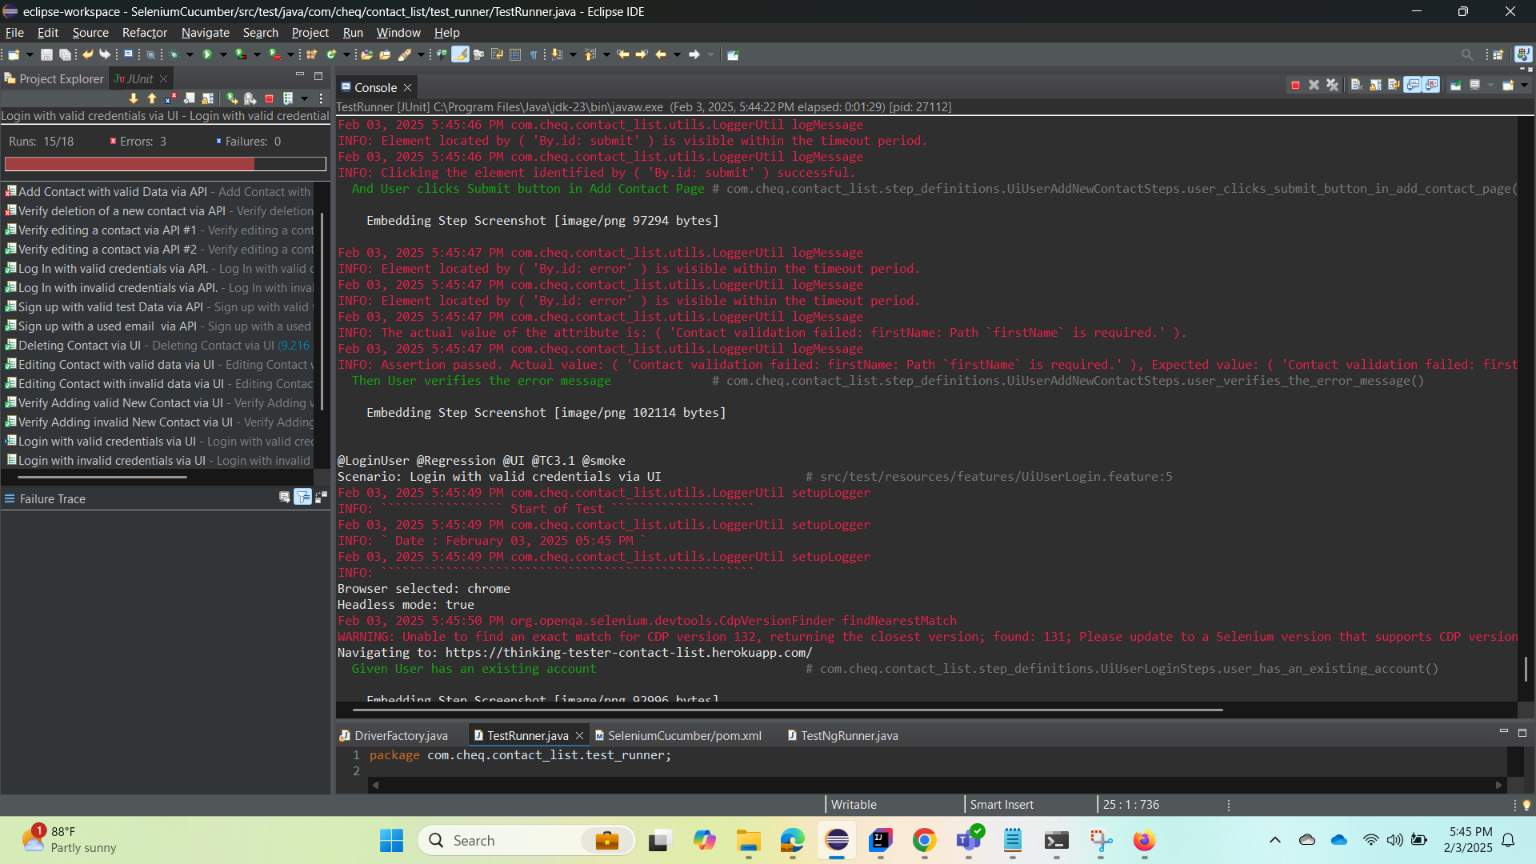 eclipse-workspace - SeleniumCucumber/src/test/java/com/cheq/contact_list/test_runner/TestRunner.java - Eclipse IDE
File Edit Source Refactor Navigate Search Project Run Window Help
Project Explorer JUnit
Login with valid credentials via UI - Login with valid credential
Runs: 15/18 Errors: 3 Failures: 0
Add Contact with valid Data via API - Add Contact with
Verify deletion of a new contact via API - Verify deletion
Verify editing a contact via API #1 - Verify editing a cont
Verify editing a contact via API #2 - Verify editing a cont
Log In with valid credentials via API. - Log In with valid c
Log In with invalid credentials via API. - Log In with inva
Sign up with valid test Data via API - Sign up with valid
Sign up with a used email via API - Sign up with a used
Deleting Contact via UI - Deleting Contact via UI (9.216
Editing Contact with valid data via UI - Editing Contact
Editing Contact with invalid data via UI - Editing Contac
Verify Adding valid New Contact via UI - Verify Adding v
Verify Adding invalid New Contact via UI - Verify Adding
Login with valid credentials via UI - Login with valid cred
Login with invalid credentials via UI - Login with invalid
Failure Trace
Console
TestRunner [JUnit] C:\Program Files\Java\jdk-23\bin\javaw.exe (Feb 3, 2025, 5:44:22 PM elapsed: 0:01:29) [pid: 27112]
Feb 03, 2025 5:45:46 PM com.cheq.contact_list.utils.LoggerUtil logMessage
INFO: Element located by ( 'By.id: submit' ) is visible within the timeout period.
Feb 03, 2025 5:45:46 PM com.cheq.contact_list.utils.LoggerUtil logMessage
INFO: Clicking the element identified by ( 'By.id: submit' ) successful.
And User clicks Submit button in Add Contact Page # com.cheq.contact_list.step_definitions.UiUserAddNewContactSteps.user_clicks_submit_button_in_add_contact_page(
Embedding Step Screenshot [image/png 97294 bytes]
Feb 03, 2025 5:45:47 PM com.cheq.contact_list.utils.LoggerUtil logMessage
INFO: Element located by ( 'By.id: error' ) is visible within the timeout period.
Feb 03, 2025 5:45:47 PM com.cheq.contact_list.utils.LoggerUtil logMessage
INFO: Element located by ( 'By.id: error' ) is visible within the timeout period.
Feb 03, 2025 5:45:47 PM com.cheq.contact_list.utils.LoggerUtil logMessage
INFO: The actual value of the attribute is: ( 'Contact validation failed: firstName: Path `firstName` is required.' ).
Feb 03, 2025 5:45:47 PM com.cheq.contact_list.utils.LoggerUtil logMessage
INFO: Assertion passed. Actual value: ( 'Contact validation failed: firstName: Path `firstName` is required.' ), Expected value: ( 'Contact validation failed: first
Then User verifies the error message # com.cheq.contact_list.step_definitions.UiUserAddNewContactSteps.user_verifies_the_error_message()
Embedding Step Screenshot [image/png 102114 bytes]
@LoginUser @Regression @UI @TC3.1 @smoke
Scenario: Login with valid credentials via UI # src/test/resources/features/UiUserLogin.feature:5
Feb 03, 2025 5:45:49 PM com.cheq.contact_list.utils.LoggerUtil setupLogger
INFO: ````````````````` Start of Test ````````````````````
Feb 03, 2025 5:45:49 PM com.cheq.contact_list.utils.LoggerUtil setupLogger
INFO: ` Date : February 03, 2025 05:45 PM `
Feb 03, 2025 5:45:49 PM com.cheq.contact_list.utils.LoggerUtil setupLogger
INFO: ````````````````````````````````````````````````````
Browser selected: chrome
Headless mode: true
Feb 03, 2025 5:45:50 PM org.openqa.selenium.devtools.CdpVersionFinder findNearestMatch
WARNING: Unable to find an exact match for CDP version 132, returning the closest version; found: 131; Please update to a Selenium version that supports CDP version
Navigating to: https://thinking-tester-contact-list.herokuapp.com/
Given User has an existing account # com.cheq.contact_list.step_definitions.UiUserLoginSteps.user_has_an_existing_account()
Embedding Step Screenshot [image/png 92996 bytes]
DriverFactory.java TestRunner.java SeleniumCucumber/pom.xml TestNgRunner.java
1 package com.cheq.contact_list.test_runner;
2
Writable Smart Insert 25 : 1 : 736
1 88°F
Partly sunny
Search
5:45 PM
2/3/2025